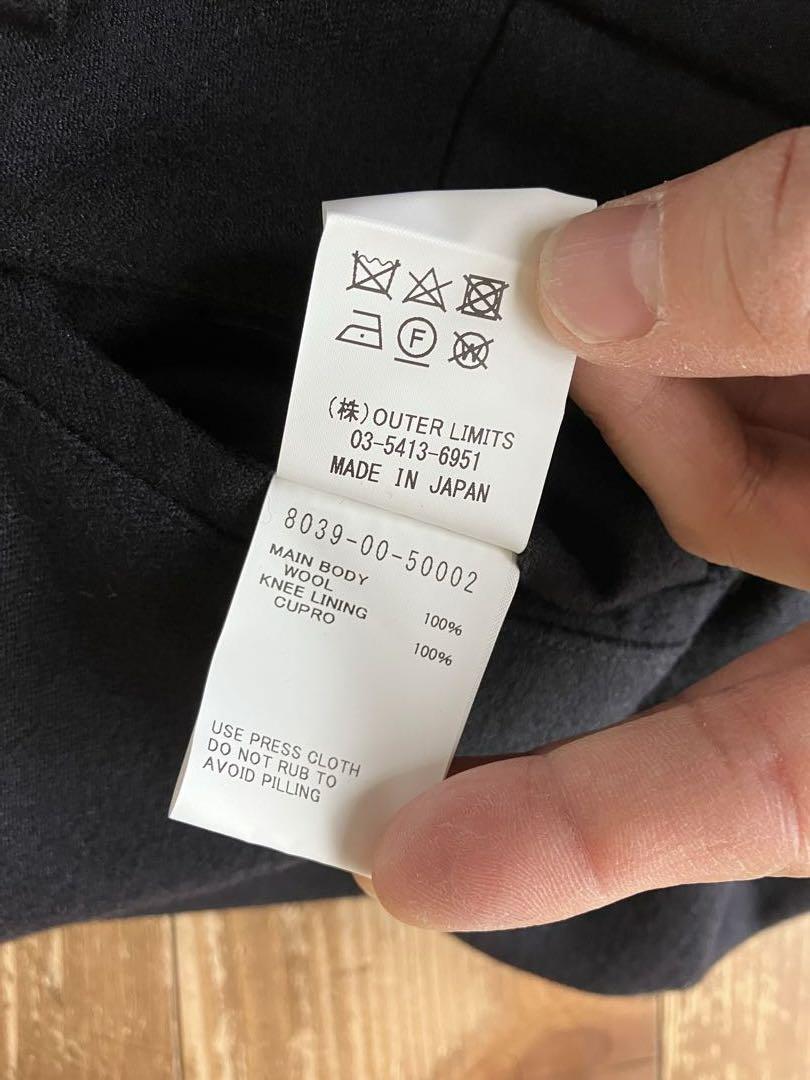 F W
(株)OUTER LIMITS
03-5413-6951
MADE IN JAPAN
8039-00-50002
MAIN BODY
WOOL 100%
KNEE LINING
CUPRO 100%
USE PRESS CLOTH
DO NOT RUB TO
AVOID PILLING